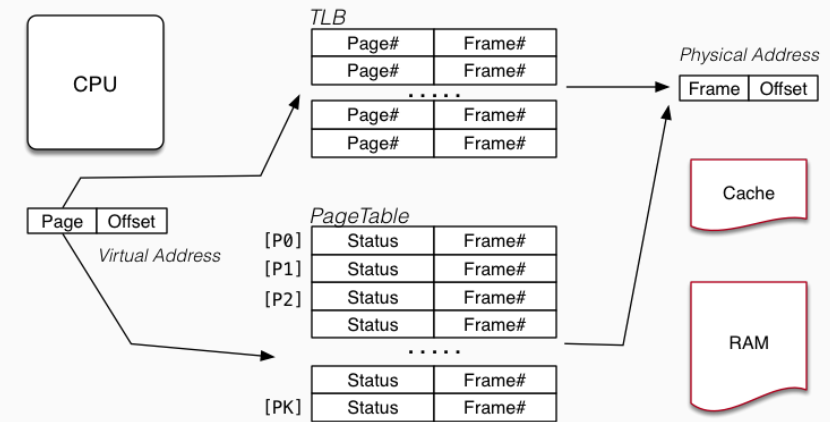 TLB
Page# Frame#
Page# Frame#
.....
Page# Frame#
Page# Frame#
CPU
Physical Address
Frame Offset
Page Offset
Virtual Address
PageTable
[P0] Status Frame#
[P1] Status Frame#
[P2] Status Frame#
Status Frame#
.....
Status Frame#
[PK] Status Frame#
Cache
RAM